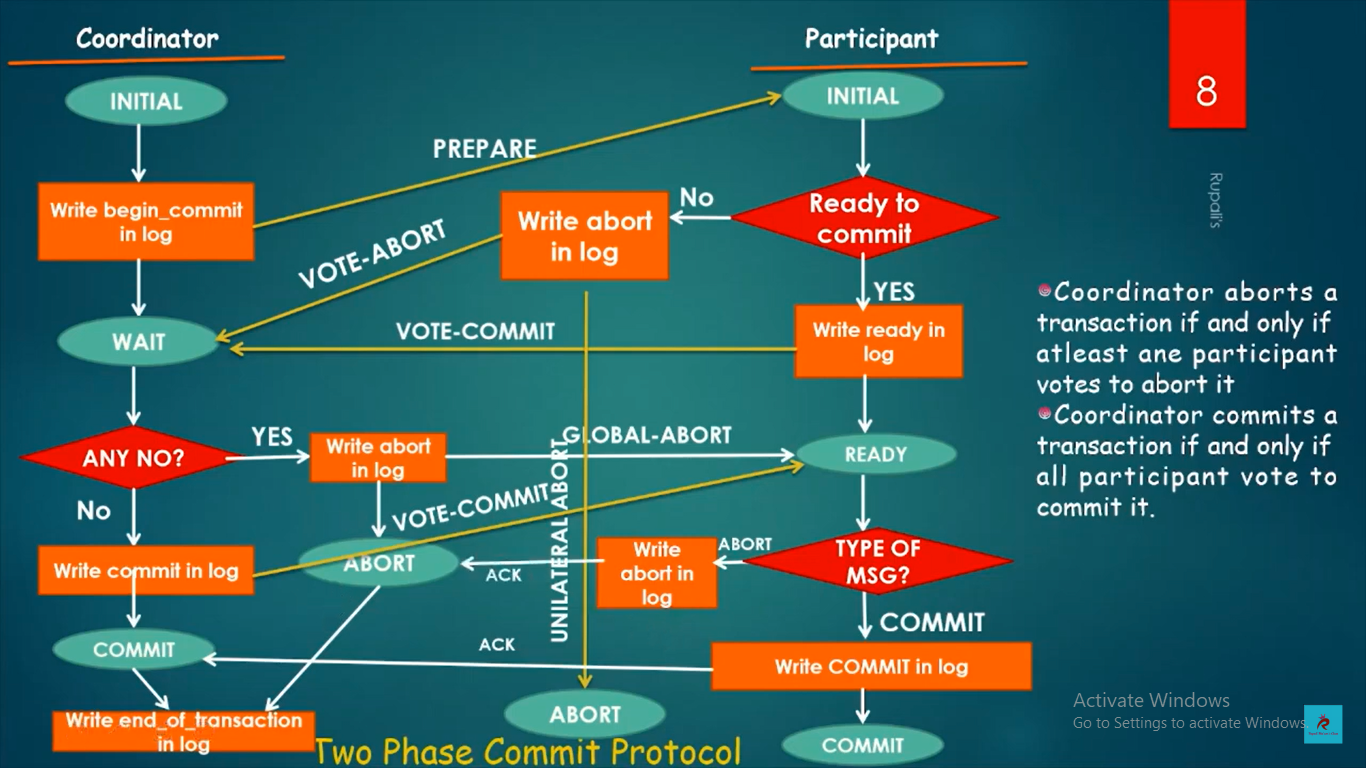 Coordinator
Participant
8
INITIAL
INITIAL
PREPARE
Write begin_commit
in log
Write abort
in log
No
Ready to
commit
Rupali's
VOTE-ABORT
YES
WAIT
VOTE-COMMIT
Write ready in
log
Coordinator aborts a
transaction if and only if
atleast ane participant
votes to abort it
Coordinator commits a
transaction if and only if
all participant vote to
commit it.
ANY NO?
YES
Write abort
in log
GLOBAL-ABORT
READY
No
VOTE-COMMIT
UNILATERAL ABORT
Write commit in log
ABORT
ACK
Write
abort in
log
ABORT
TYPE OF
MSG?
COMMIT
COMMIT
ACK
Write COMMIT in log
Write end_of_transaction
in log
ABORT
COMMIT
Two Phase Commit Protocol
Activate Windows
Go to Settings to activate Windows.